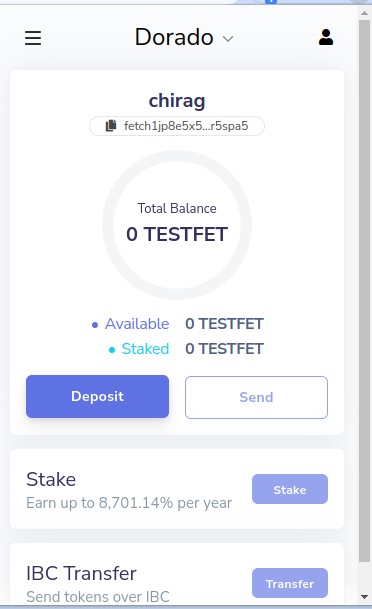 Dorado
chirag
fetch1jp8e5x5...r5spa5
Total Balance
0 TESTFET
Available 0 TESTFET
Staked 0 TESTFET
Deposit Send
Stake
Earn up to 8,701.14% per year
Stake
IBC Transfer
Send tokens over IBC
Transfer